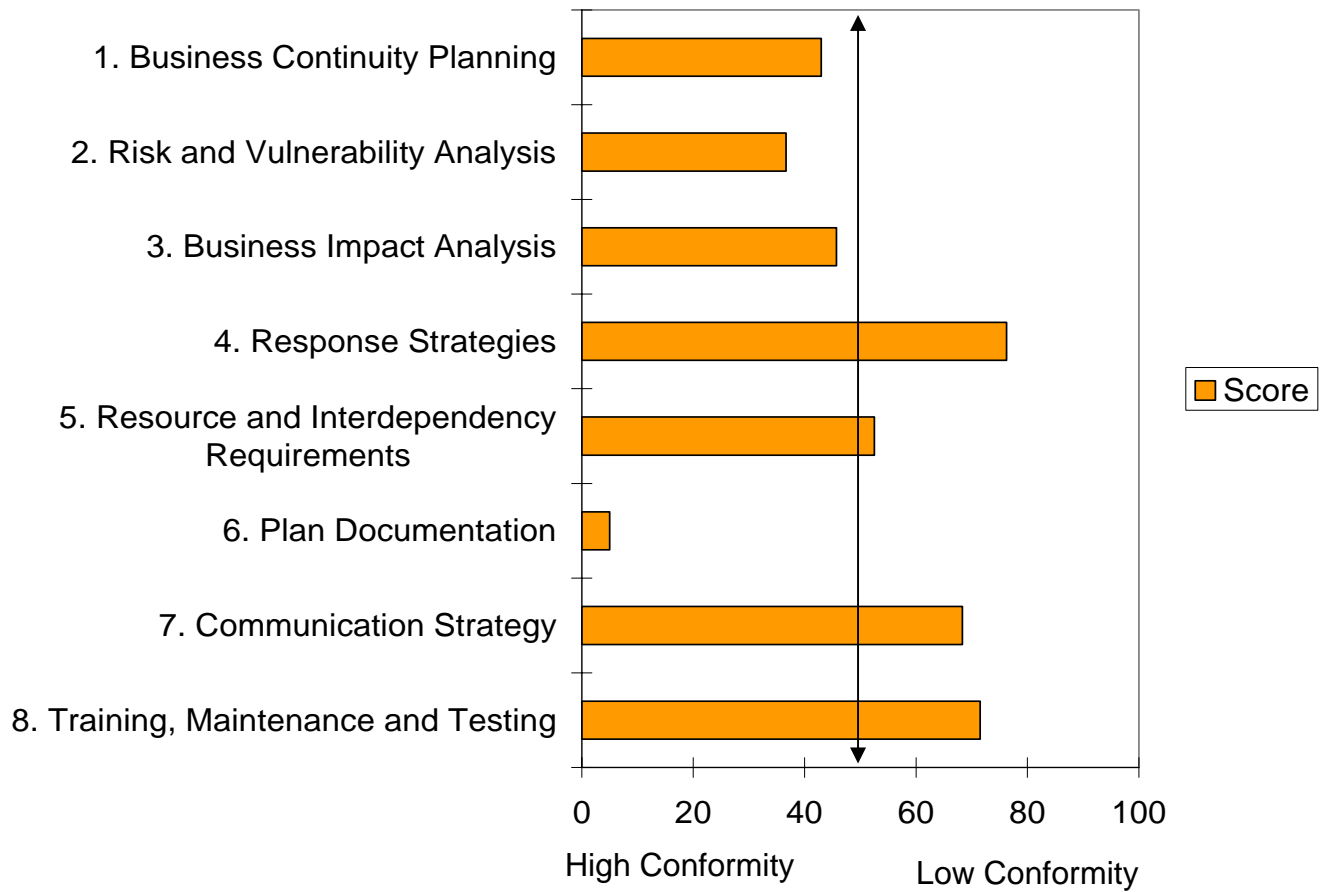 1. Business Continuity Planning
2. Risk and Vulnerability Analysis
3. Business Impact Analysis
4. Response Strategies
5. Resource and Interdependency
Requirements
6. Plan Documentation
7. Communication Strategy
8. Training, Maintenance and Testing
Score
0 20 40 60 80 100
High Conformity Low Conformity